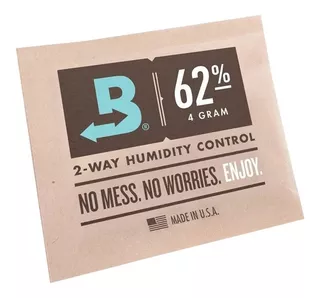 B®
62%
4 GRAM
2-WAY HUMIDITY CONTROL
NO MESS. NO WORRIES. ENJOY.
MADE IN U.S.A.